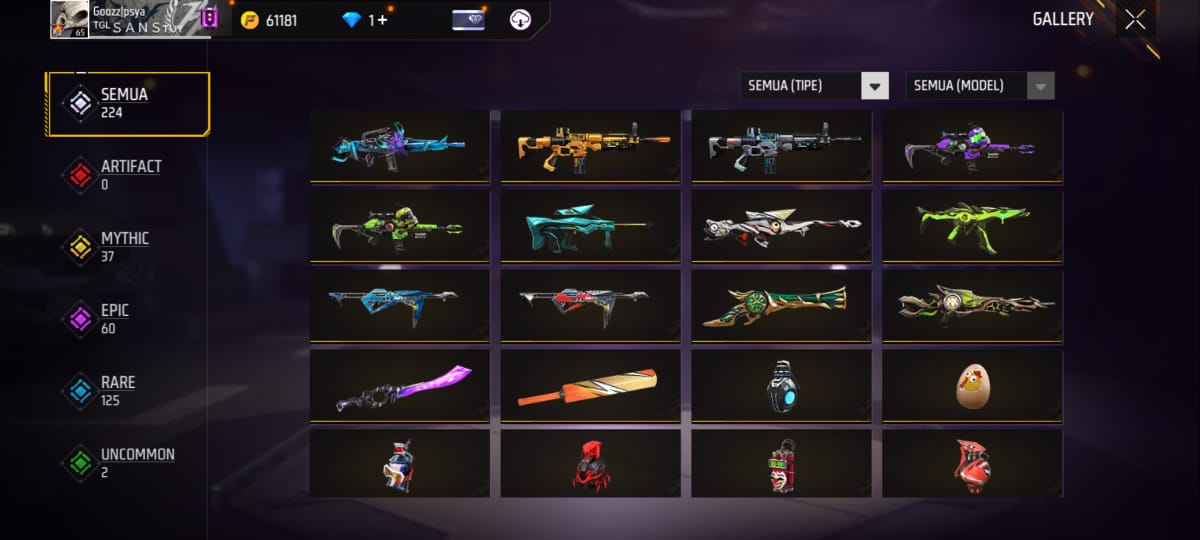 Goozz|psya
TGL SANSTUY
65
61181
1+
GALLERY
SEMUA (TIPE)
SEMUA (MODEL)
SEMUA
224
ARTIFACT
0
MYTHIC
37
EPIC
60
RARE
125
UNCOMMON
2